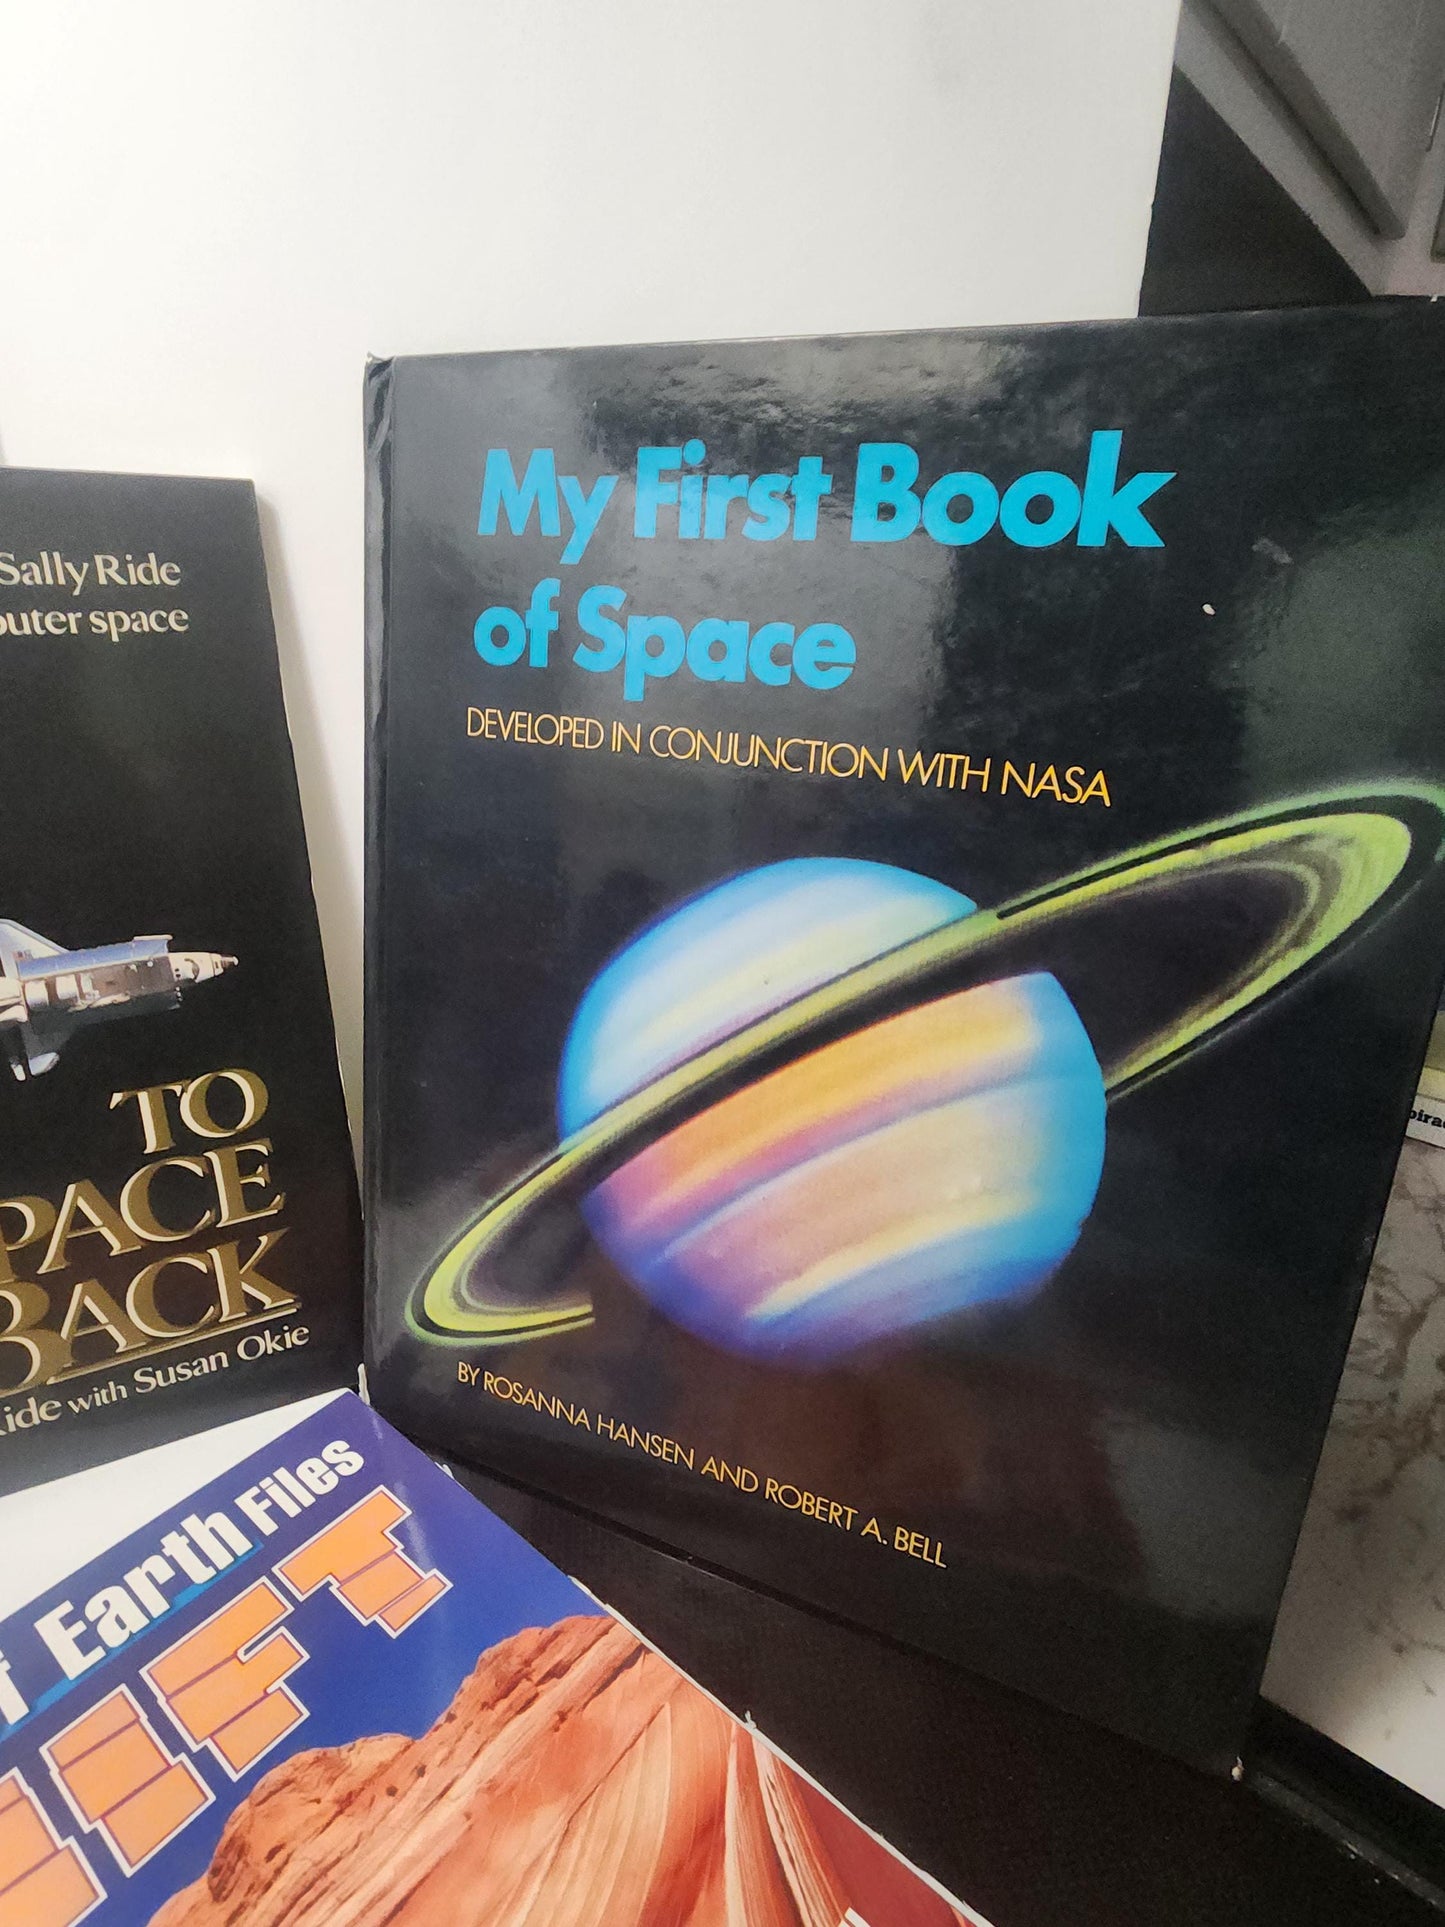 Sally Ride
outer space
TO
SPACE
BACK
Ride with Susan Okie
My First Book
of Space
DEVELOPED IN CONJUNCTION WITH NASA
BY ROSANNA HANSEN AND ROBERT A. BELL
Earth Files